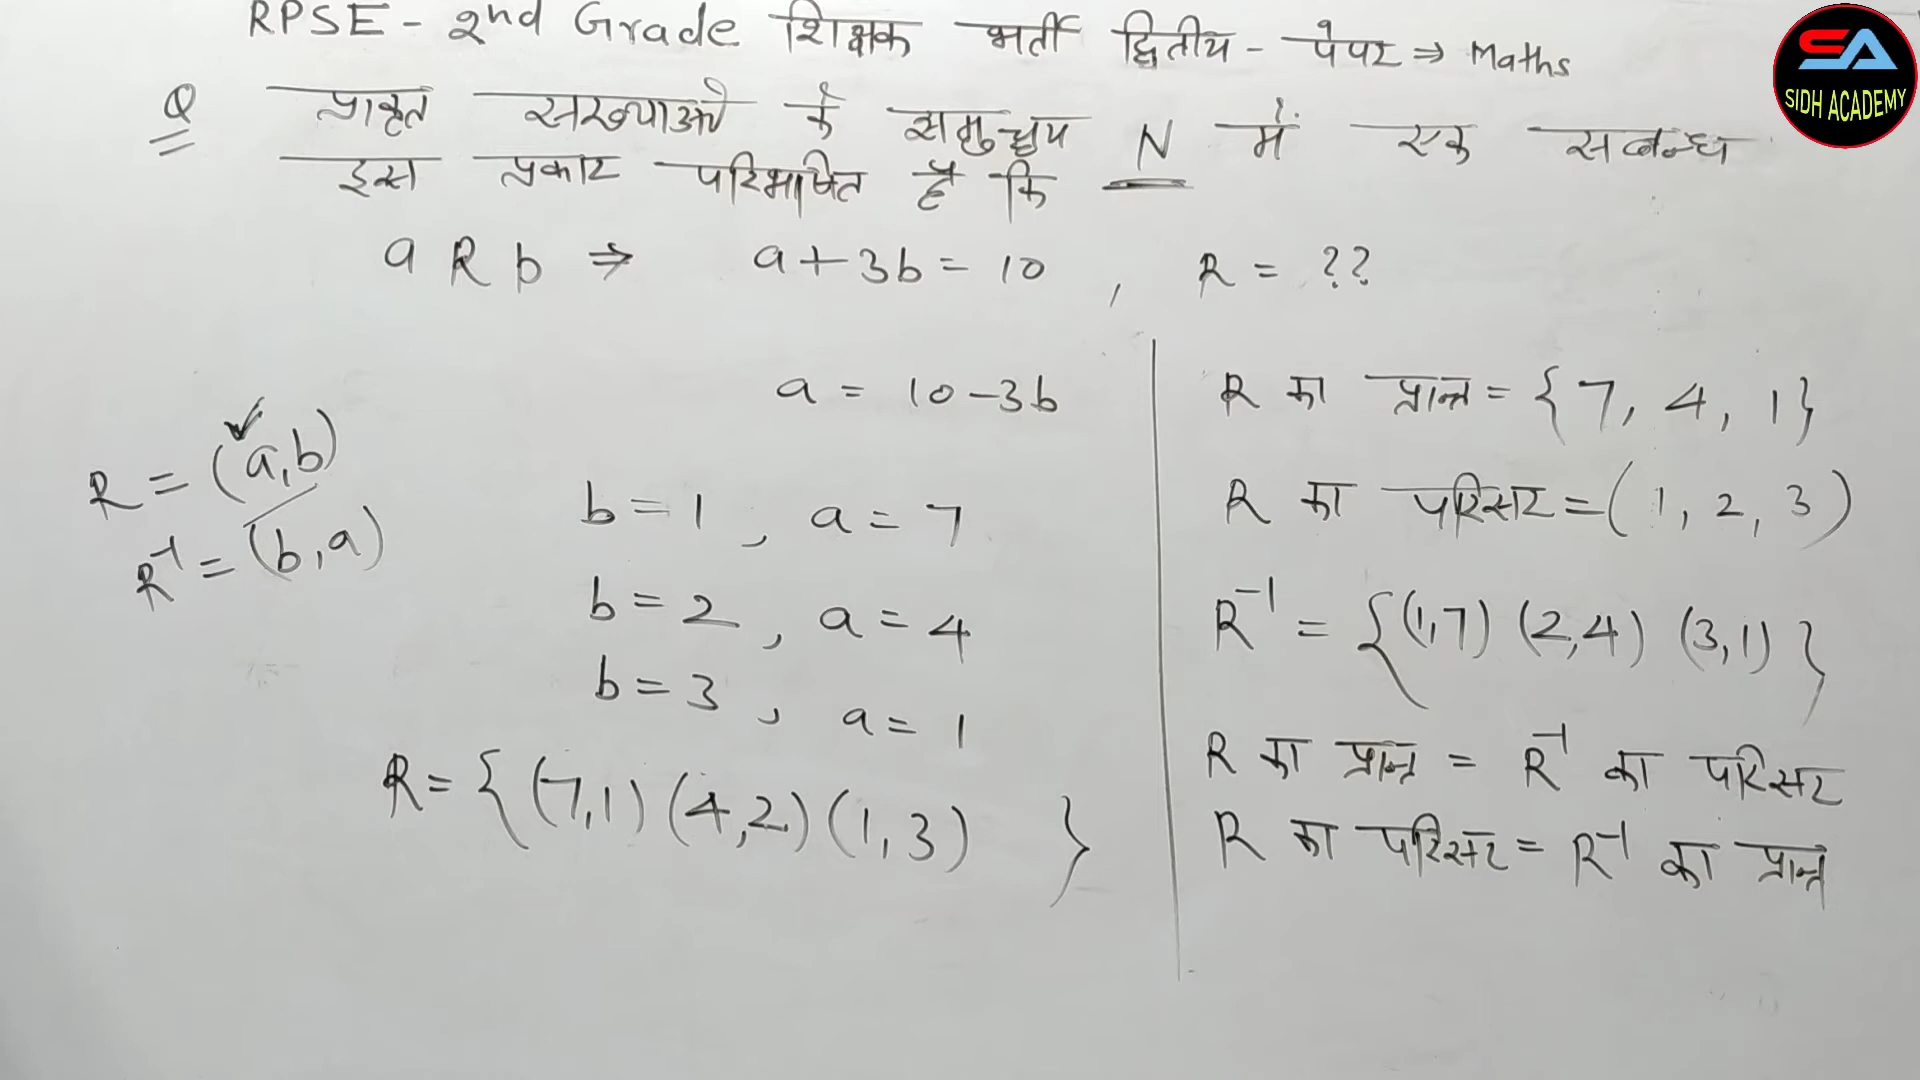 RPSE - 2nd Grade शिक्षक भर्ती द्वितीय - पेपर ⇒ Maths
SA
SIDH ACADEMY
Q प्राकृत संख्याओ के समुच्चय N में एक सबन्ध
इस प्रकार परिभाषित है कि
a R b ⇒ a+3b = 10 , R = ??
a = 10-3b
R = (a,b)
R⁻¹ = (b,a)
b = 1 , a = 7
b = 2 , a = 4
b = 3 , a = 1
R = {(7,1) (4,2) (1,3) }
R का प्रान्त = {7, 4, 1}
R का परिसर = (1, 2, 3)
R⁻¹ = {(1,7) (2,4) (3,1)}
R का प्रान्त = R⁻¹ का परिसर
R का परिसर = R⁻¹ का प्रान्त